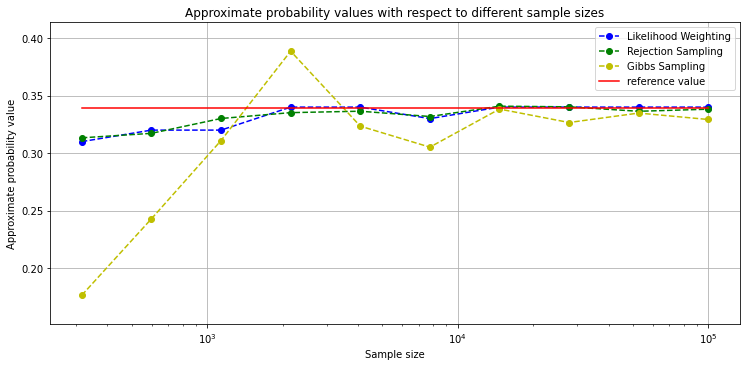 Approximate probability values with respect to different sample sizes
Approximate probability value
0.40
0.35
0.30
0.25
0.20
Likelihood Weighting
Rejection Sampling
Gibbs Sampling
reference value
10³
10⁴
10⁵
Sample size